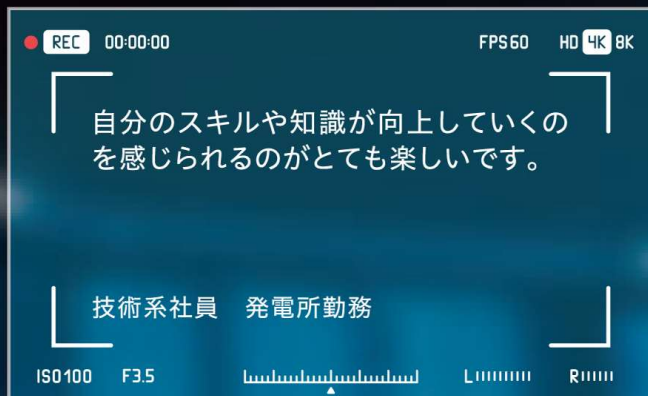 REC 00:00:00 FPS60 HD 4K 8K
自分のスキルや知識が向上していくの
を感じられるのがとても楽しいです。
技術系社員 発電所勤務
ISO100 F3.5 L R